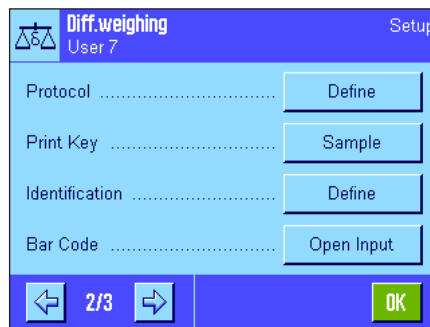 Diff.weighing
Setup
User 7
Protocol ............................... Define
Print Key ............................. Sample
Identification ......................... Define
Bar Code ............................. Open Input
2/3 OK